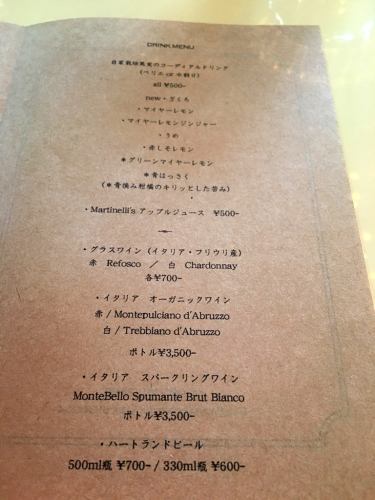 DRINK MENU
自家栽培果実のコーディアルドリンク
(ペリエ or 水割り)
all ¥500-
new・ざくろ
・マイヤーレモン
・マイヤーレモンジンジャー
・うめ
・赤しそレモン
*グリーンマイヤーレモン
*青はっさく
(*青摘み柑橘のキリッとした苦み)
・Martinelli's アップルジュース ¥500-
・グラスワイン (イタリア・フリウリ産)
赤 Refosco / 白 Chardonnay
各¥700-
・イタリア オーガニックワイン
赤 / Montepulciano d'Abruzzo
白 / Trebbiano d'Abruzzo
ボトル¥3,500-
・イタリア スパークリングワイン
MonteBello Spumante Brut Bianco
ボトル¥3,500-
・ハートランドビール
500ml瓶 ¥700- / 330ml瓶 ¥600-